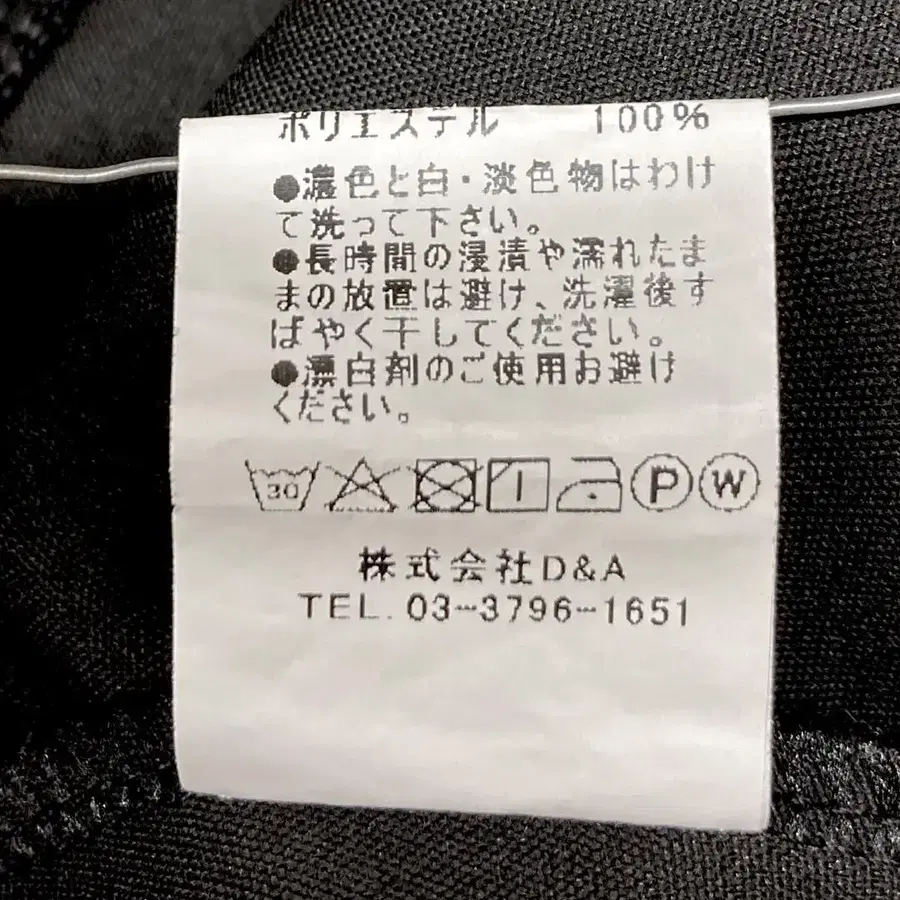 ポリエステル 100%
●濃色と白・淡色物はわけ
て洗って下さい。
●長時間の浸漬や濡れたま
まの放置は避け、洗濯後す
ばやく干してください。
●漂白剤のご使用お避け
ください。
30 P W
株式会社D&A
TEL. 03-3796-1651